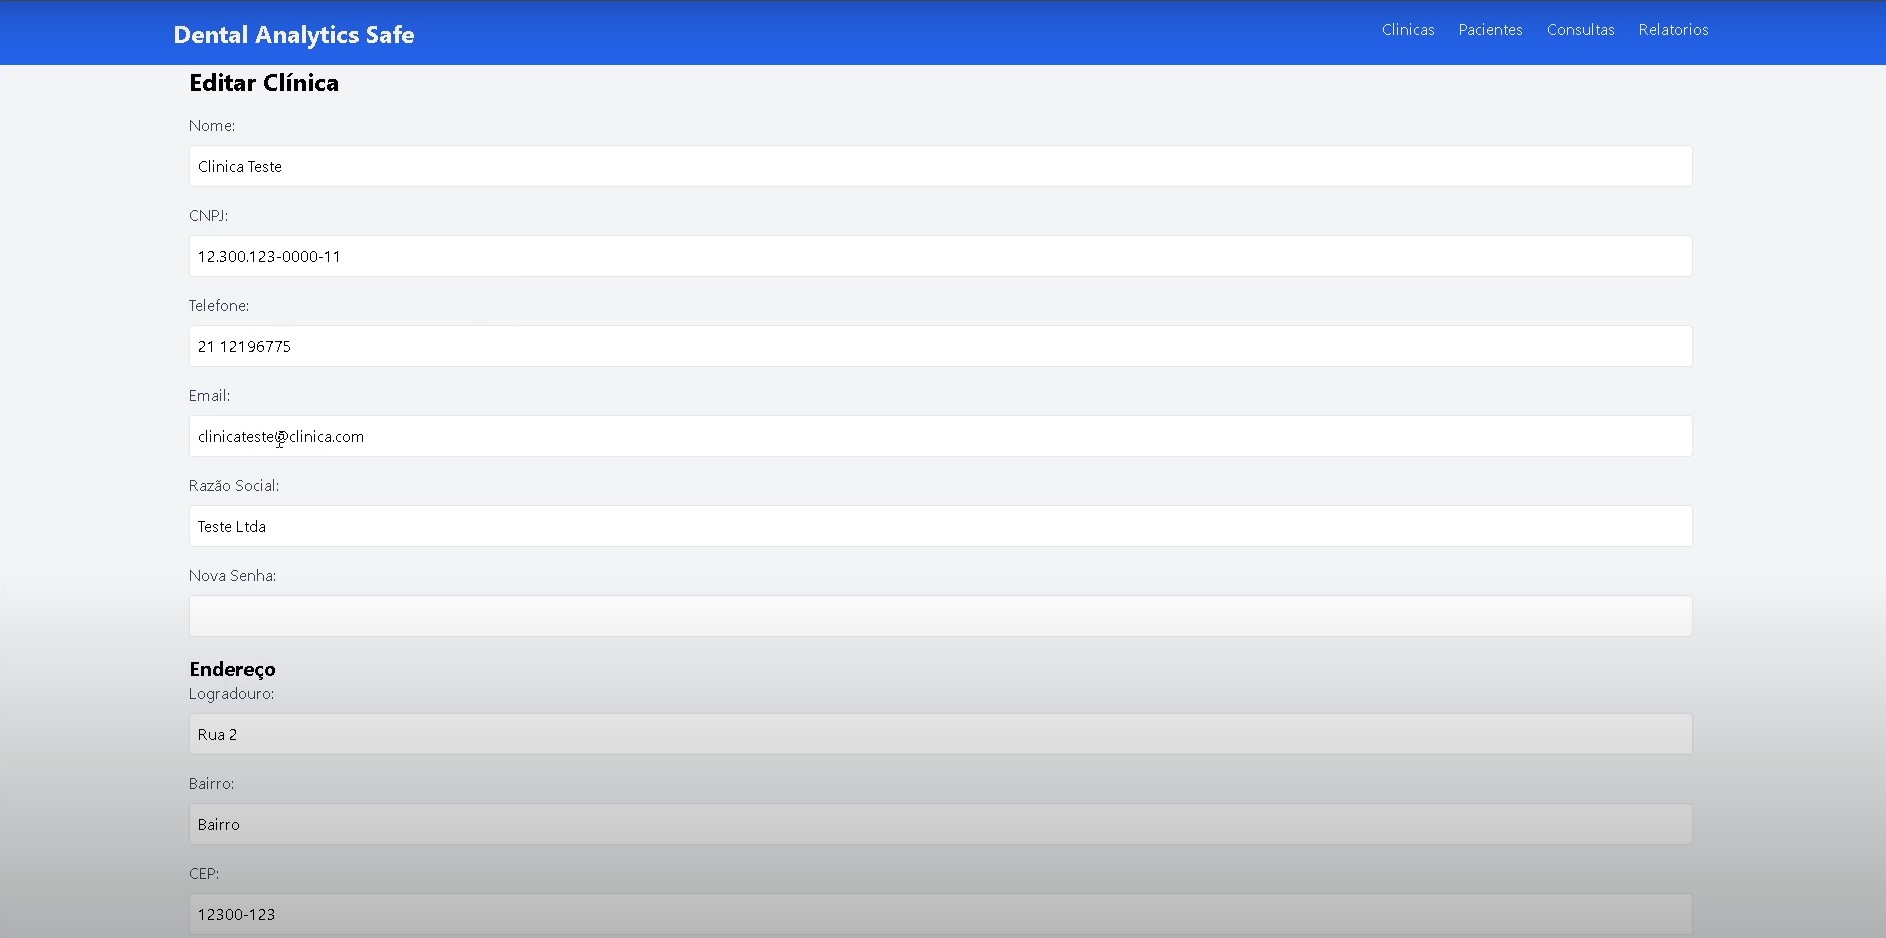 Dental Analytics Safe
Clinicas Pacientes Consultas Relatorios
Editar Clínica
Nome:
Clinica Teste
CNPJ:
12.300.123-0000-11
Telefone:
21 12196775
Email:
clinicateste@clinica.com
Razão Social:
Teste Ltda
Nova Senha:
Endereço
Logradouro:
Rua 2
Bairro:
Bairro
CEP:
12300-123